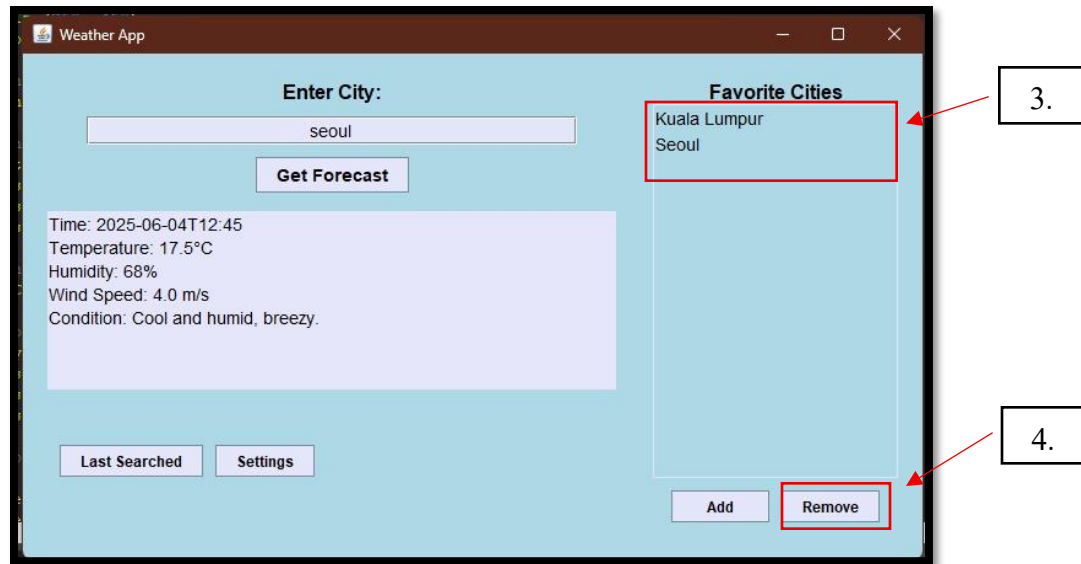 Weather App
Enter City:
seoul
Get Forecast
Time: 2025-06-04T12:45
Temperature: 17.5°C
Humidity: 68%
Wind Speed: 4.0 m/s
Condition: Cool and humid, breezy.
Last Searched
Settings
Favorite Cities
Kuala Lumpur
Seoul
Add
Remove
3.
4.